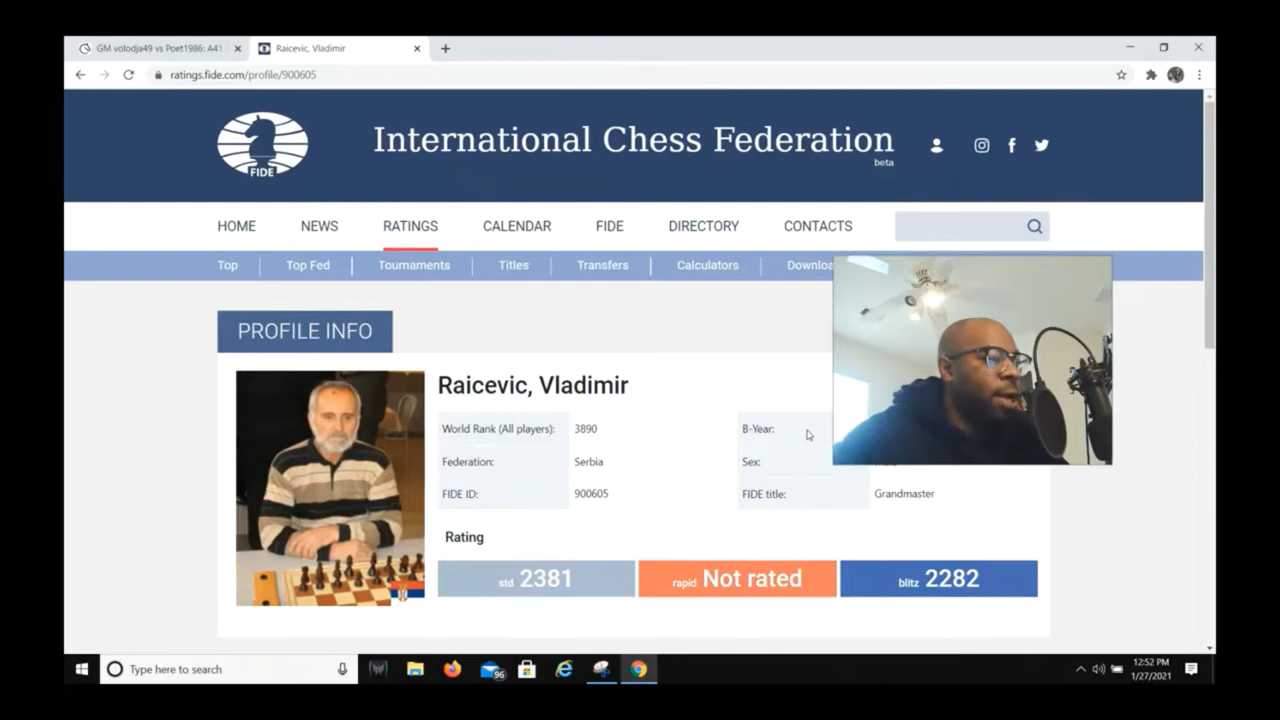 GM volodja49 vs Poet1986: A41
Raicevic, Vladimir
ratings.fide.com/profile/900605
FIDE
International Chess Federation
beta
HOME NEWS RATINGS CALENDAR FIDE DIRECTORY CONTACTS
Top Top Fed Tournaments Titles Transfers Calculators Downloa
PROFILE INFO
Raicevic, Vladimir
World Rank (All players): 3890 B-Year:
Federation: Serbia Sex:
FIDE ID: 900605 FIDE title: Grandmaster
Rating
std 2381 rapid Not rated blitz 2282
Type here to search
96
12:52 PM
1/27/2021